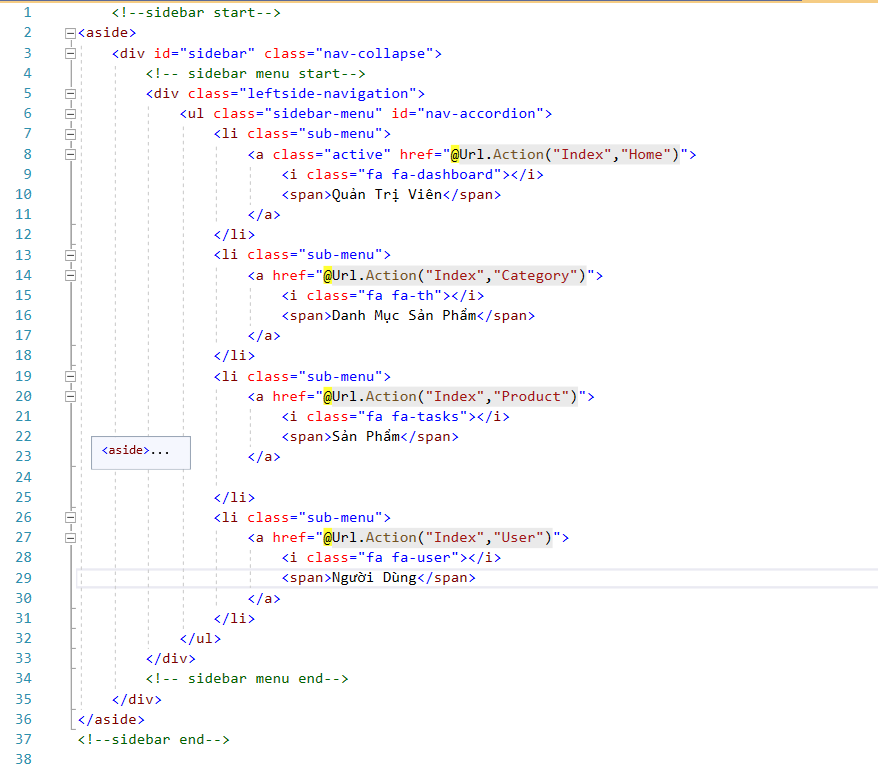 1 <!--sidebar start-->
2 <aside>
3 <div id="sidebar" class="nav-collapse">
4 <!-- sidebar menu start-->
5 <div class="leftside-navigation">
6 <ul class="sidebar-menu" id="nav-accordion">
7 <li class="sub-menu">
8 <a class="active" href="@Url.Action("Index","Home")">
9 <i class="fa fa-dashboard"></i>
10 <span>Quản Trị Viên</span>
11 </a>
12 </li>
13 <li class="sub-menu">
14 <a href="@Url.Action("Index","Category")">
15 <i class="fa fa-th"></i>
16 <span>Danh Mục Sản Phẩm</span>
17 </a>
18 </li>
19 <li class="sub-menu">
20 <a href="@Url.Action("Index","Product")">
21 <i class="fa fa-tasks"></i>
22 <span>Sản Phẩm</span>
<aside>...
23 </a>
24
25 </li>
26 <li class="sub-menu">
27 <a href="@Url.Action("Index","User")">
28 <i class="fa fa-user"></i>
29 <span>Người Dùng</span>
30 </a>
31 </li>
32 </ul>
33 </div>
34 <!-- sidebar menu end-->
35 </div>
36 </aside>
37 <!--sidebar end-->
38